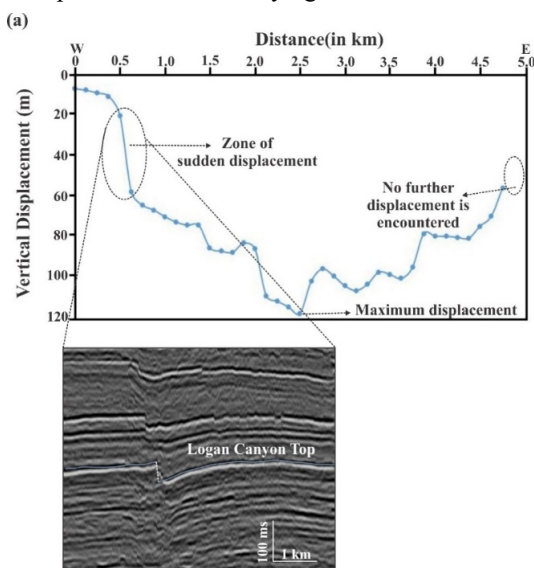 (a)
Distance(in km)
W
E
0
0.5
1.0
1.5
2.0
2.5
3.0
3.5
4.0
4.5
5.0
Vertical Displacement (m)
0
20
40
60
80
100
120
Zone of
sudden displacement
No further
displacement is
encountered
Maximum displacement
Logan Canyon Top
100 ms
1 km